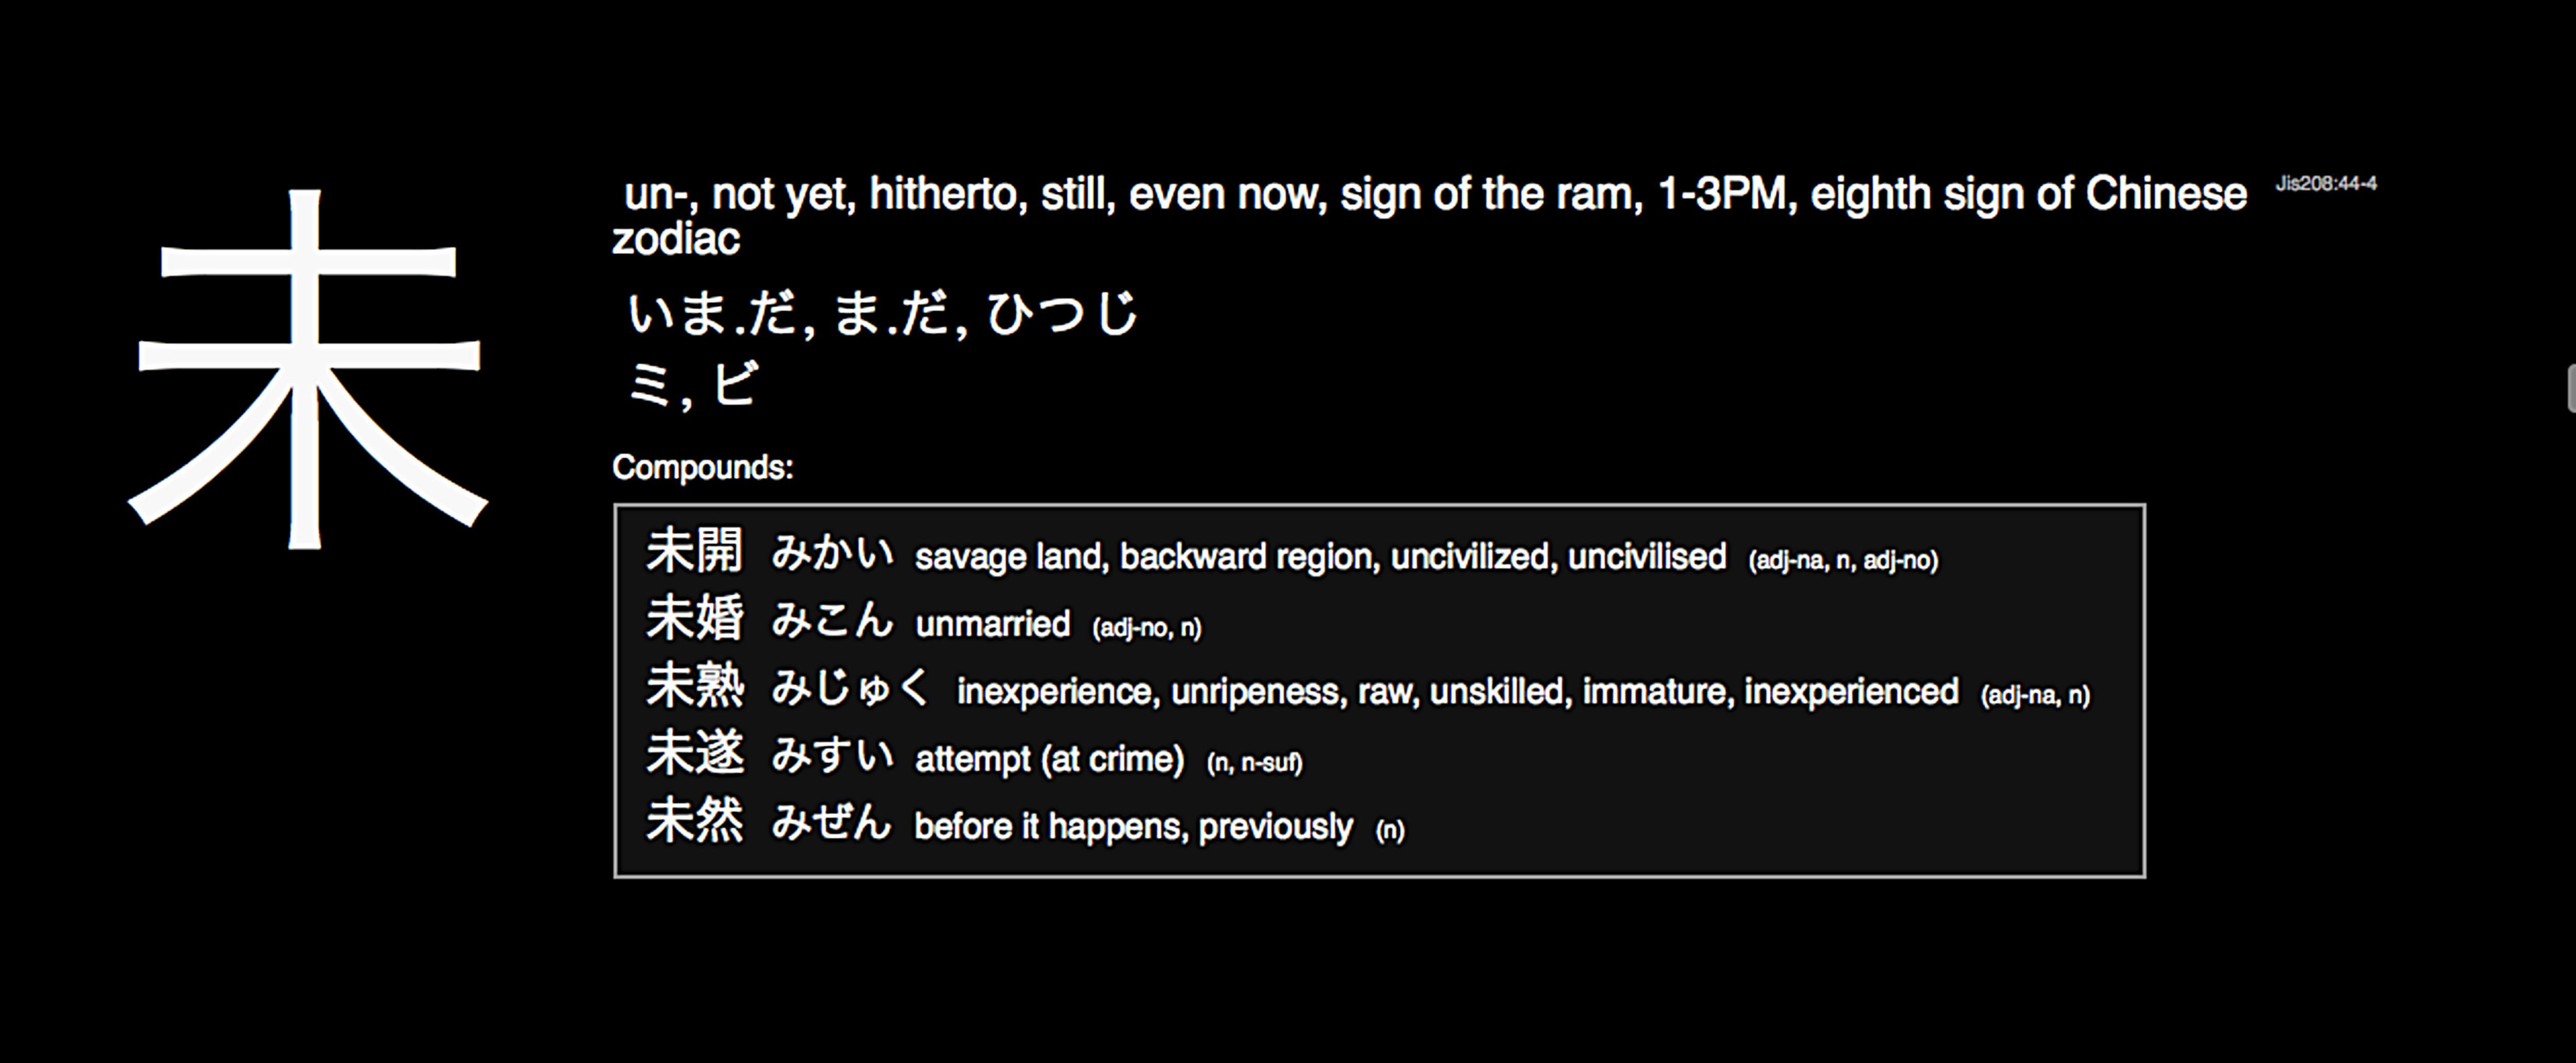 未
un-, not yet, hitherto, still, even now, sign of the ram, 1-3PM, eighth sign of Chinese Jis208:44-4
zodiac
いま.だ, ま.だ, ひつじ
ミ, ビ
Compounds:
未開 みかい savage land, backward region, uncivilized, uncivilised (adj-na, n, adj-no)
未婚 みこん unmarried (adj-no, n)
未熟 みじゅく inexperience, unripeness, raw, unskilled, immature, inexperienced (adj-na, n)
未遂 みすい attempt (at crime) (n, n-suf)
未然 みぜん before it happens, previously (n)